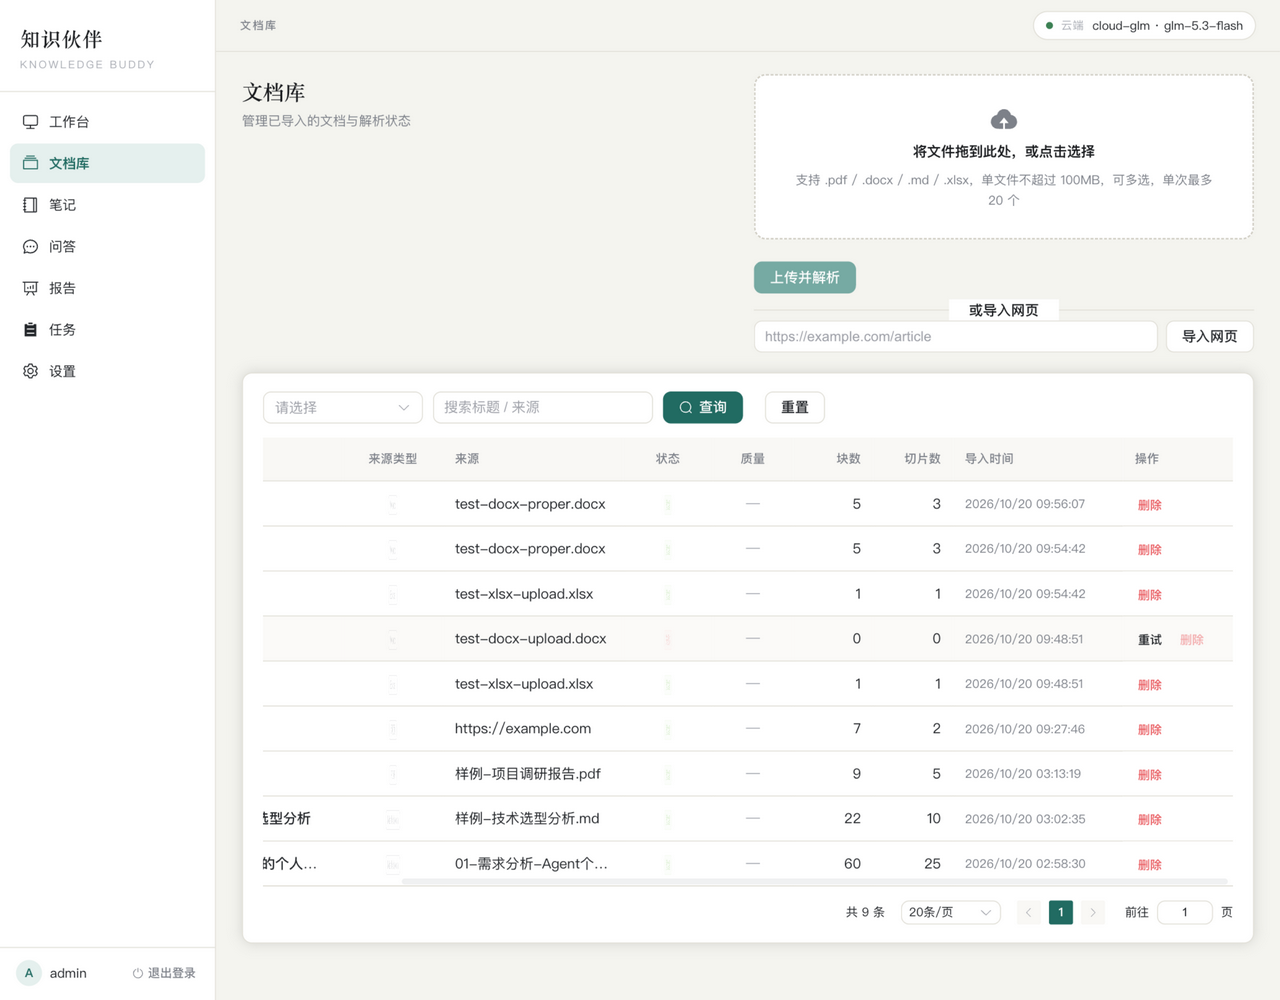 知识伙伴
KNOWLEDGE BUDDY
工作台
文档库
笔记
问答
报告
任务
设置
A admin 退出登录
文档库
云端 cloud-glm · glm-5.3-flash
文档库
管理已导入的文档与解析状态
将文件拖到此处，或点击选择
支持 .pdf / .docx / .md / .xlsx，单文件不超过 100MB，可多选，单次最多
20 个
上传并解析
或导入网页
https://example.com/article 导入网页
请选择 搜索标题 / 来源 查询 重置
来源类型 来源 状态 质量 块数 切片数 导入时间 操作
test-docx-proper.docx — 5 3 2026/10/20 09:56:07 删除
test-docx-proper.docx — 5 3 2026/10/20 09:54:42 删除
test-xlsx-upload.xlsx — 1 1 2026/10/20 09:54:42 删除
test-docx-upload.docx — 0 0 2026/10/20 09:48:51 重试 删除
test-xlsx-upload.xlsx — 1 1 2026/10/20 09:48:51 删除
https://example.com — 7 2 2026/10/20 09:27:46 删除
样例-项目调研报告.pdf — 9 5 2026/10/20 03:13:19 删除
选型分析 样例-技术选型分析.md — 22 10 2026/10/20 03:02:35 删除
的个人... 01-需求分析-Agent个... — 60 25 2026/10/20 02:58:30 删除
共 9 条 20条/页 1 前往 1 页